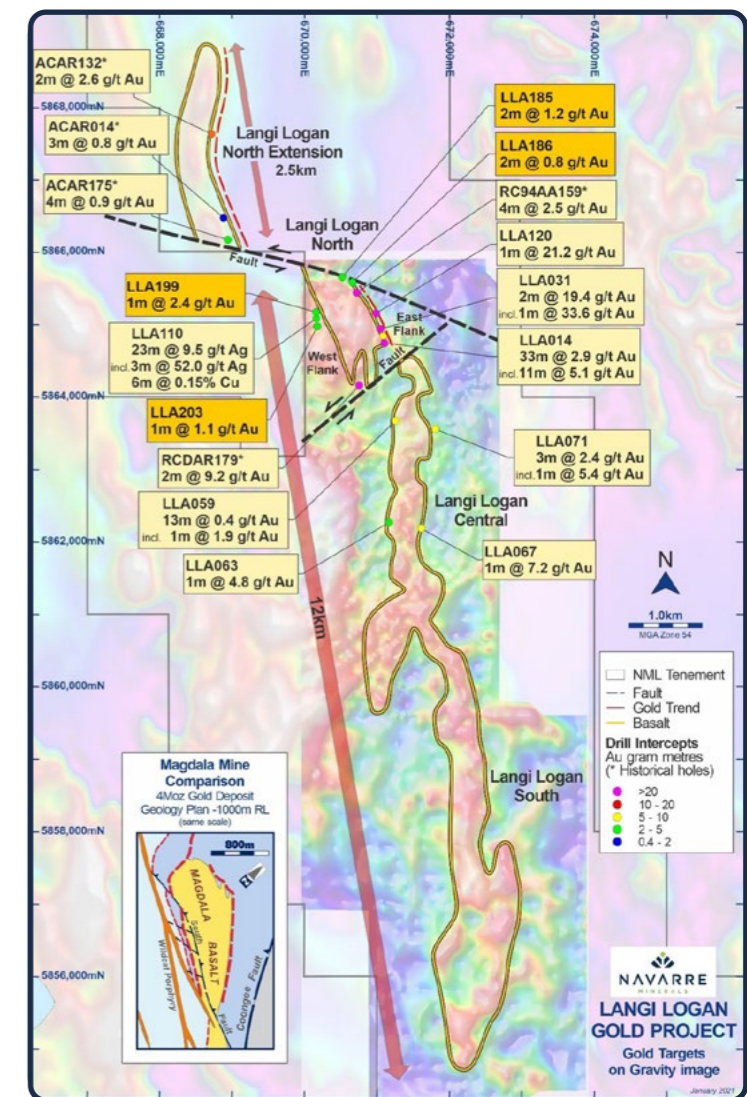 668,000mE
670,000mE
672,000mE
674,000mE
ACAR132*
2m @ 2.6 g/t Au
5868,000mN
ACAR014*
3m @ 0.8 g/t Au
Langi Logan
North Extension
2.5km
ACAR175*
4m @ 0.9 g/t Au
LLA185
2m @ 1.2 g/t Au
LLA186
2m @ 0.8 g/t Au
RC94AA159*
4m @ 2.5 g/t Au
Langi Logan
North
LLA120
1m @ 21.2 g/t Au
5866,000mN
Fault
LLA199
1m @ 2.4 g/t Au
LLA031
2m @ 19.4 g/t Au
incl. 1m @ 33.6 g/t Au
East
Flank
LLA110
23m @ 9.5 g/t Ag
incl. 3m @ 52.0 g/t Ag
6m @ 0.15% Cu
West
Flank
Fault
LLA014
33m @ 2.9 g/t Au
incl. 11m @ 5.1 g/t Au
5864,000mN
LLA203
1m @ 1.1 g/t Au
RCDAR179*
2m @ 9.2 g/t Au
LLA071
3m @ 2.4 g/t Au
incl. 1m @ 5.4 g/t Au
LLA059
13m @ 0.4 g/t Au
incl. 1m @ 1.9 g/t Au
Langi Logan
Central
5862,000mN
LLA063
1m @ 4.8 g/t Au
LLA067
1m @ 7.2 g/t Au
12km
N
1.0km
MGA Zone 54
5860,000mN
NML Tenement
Fault
Gold Trend
Basalt
Drill Intercepts
Au gram metres
(* Historical holes)
>20
10 - 20
5 - 10
2 - 5
0.4 - 2
Langi Logan
South
Magdala Mine
Comparison
4Moz Gold Deposit
Geology Plan -1000m RL
(same scale)
5858,000mN
800m
N
MAGDALA
BASALT
South
Fault
Wildcat Porphyry
Coongee Fault
5856,000mN
NAVARRE
MINERALS
LANGI LOGAN
GOLD PROJECT
Gold Targets
on Gravity image
January 2021